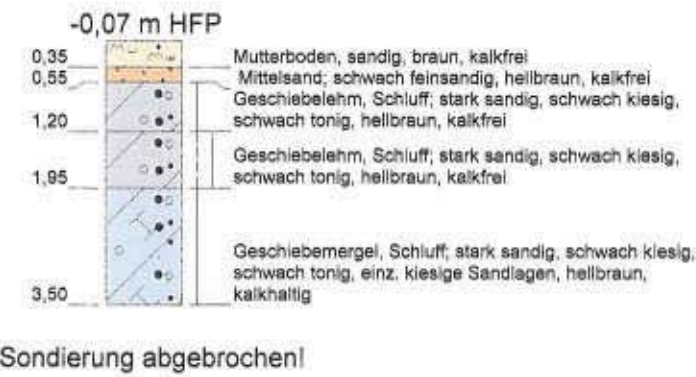 -0,07 m HFP
0,35 Mutterboden, sandig, braun, kalkfrei
0,55 Mittelsand; schwach feinsandig, hellbraun, kalkfrei
Geschiebelehm, Schluff; stark sandig, schwach kiesig,
1,20 schwach tonig, hellbraun, kalkfrei
Geschiebelehm, Schluff; stark sandig, schwach kiesig,
1,95 schwach tonig, hellbraun, kalkfrei
Geschiebemergel, Schluff; stark sandig, schwach kiesig,
schwach tonig, einz. kiesige Sandlagen, hellbraun,
3,50 kalkhaltig
Sondierung abgebrochen!